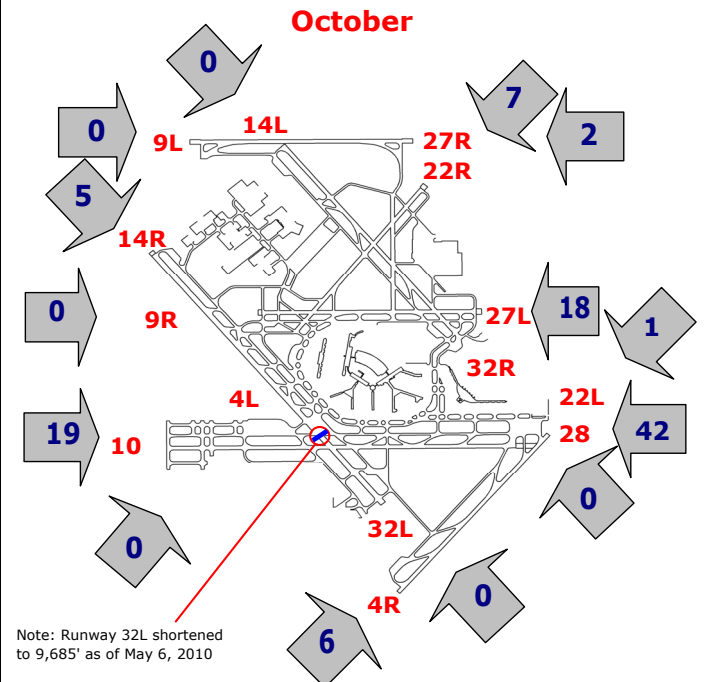 October
0
7
2
0
14L
27R
9L
22R
5
14R
0
9R
27L
18
1
32R
4L
22L
19
10
28
42
0
0
32L
4R
0
6
Note: Runway 32L shortened
to 9,685' as of May 6, 2010